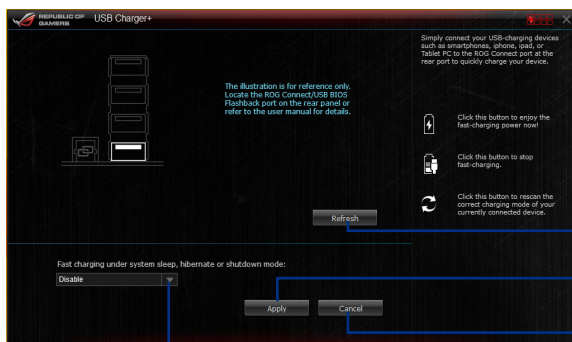 REPUBLIC OF
GAMERS
USB Charger+
Simply connect your USB-charging devices
such as smartphones, iphone, ipad, or
Tablet PC to the ROG Connect port at the
rear port to quickly charge your device.
The illustration is for reference only.
Locate the ROG Connect/USB BIOS
Flashback port on the rear panel or
refer to the user manual for details.
Click this button to enjoy the
fast-charging power now!
Click this button to stop
fast-charging.
Click this button to rescan the
correct charging mode of your
currently connected device.
Refresh
Fast charging under system sleep, hibernate or shutdown mode:
Disable
Apply
Cancel